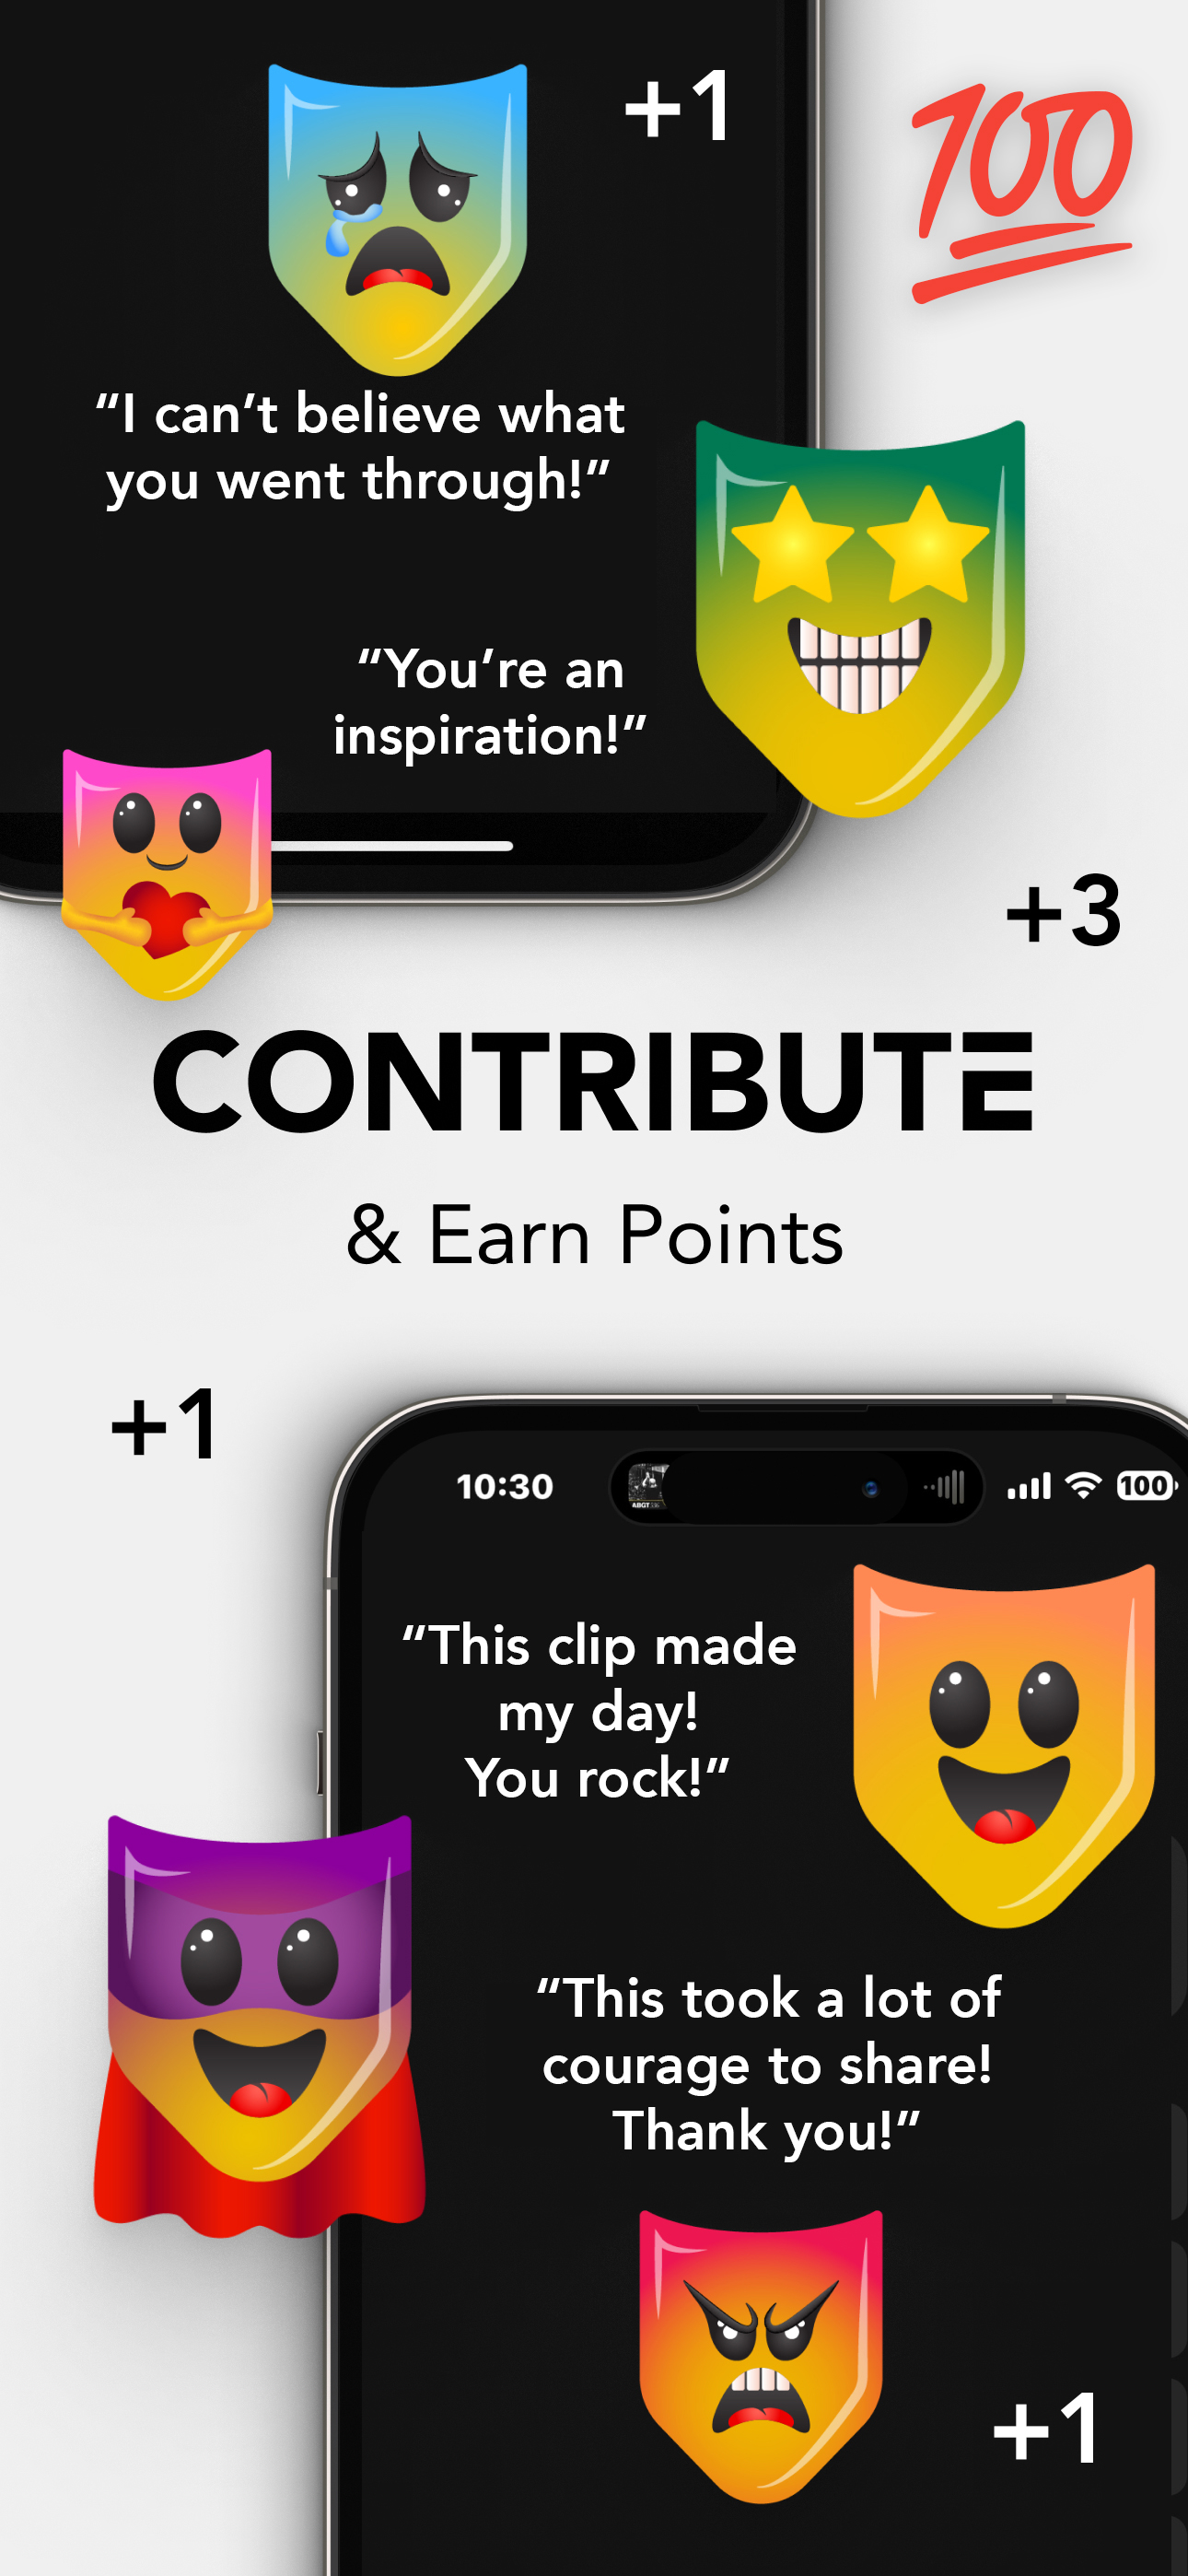 +1
100
“I can’t believe what
you went through!”
“You’re an
inspiration!”
+3
CONTRIBUTE
& Earn Points
+1
10:30
ABGT
100
“This clip made
my day!
You rock!”
“This took a lot of
courage to share!
Thank you!”
+1